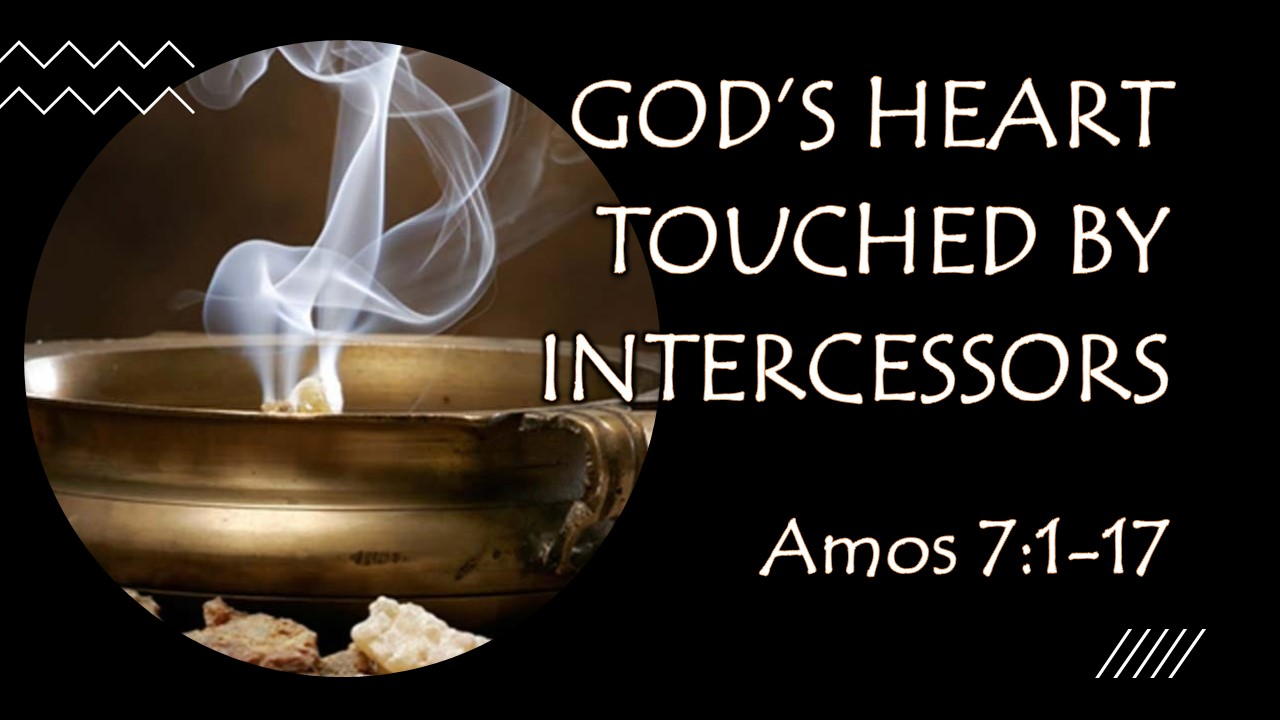 GOD’S HEART
TOUCHED BY
INTERCESSORS
Amos 7:1–17